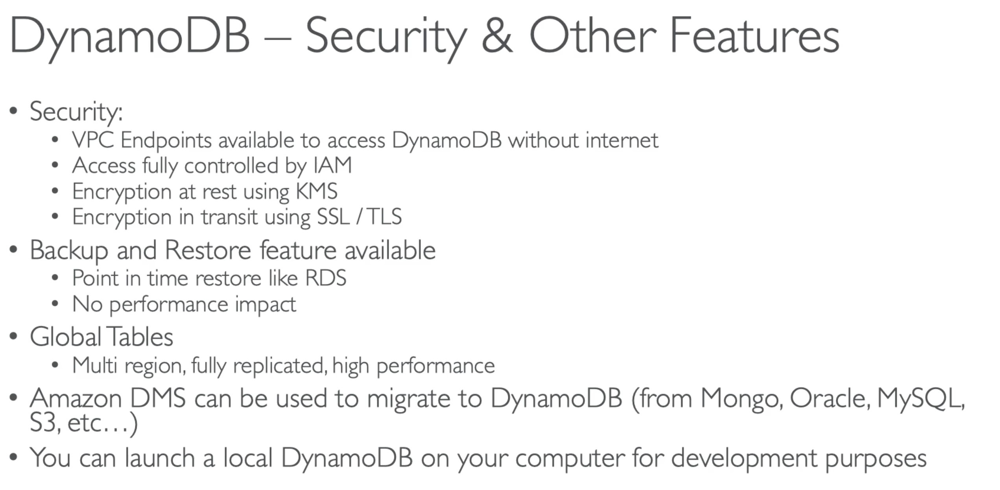 DynamoDB – Security & Other Features
• Security:
• VPC Endpoints available to access DynamoDB without internet
• Access fully controlled by IAM
• Encryption at rest using KMS
• Encryption in transit using SSL / TLS
• Backup and Restore feature available
• Point in time restore like RDS
• No performance impact
• Global Tables
• Multi region, fully replicated, high performance
• Amazon DMS can be used to migrate to DynamoDB (from Mongo, Oracle, MySQL,
S3, etc…)
• You can launch a local DynamoDB on your computer for development purposes